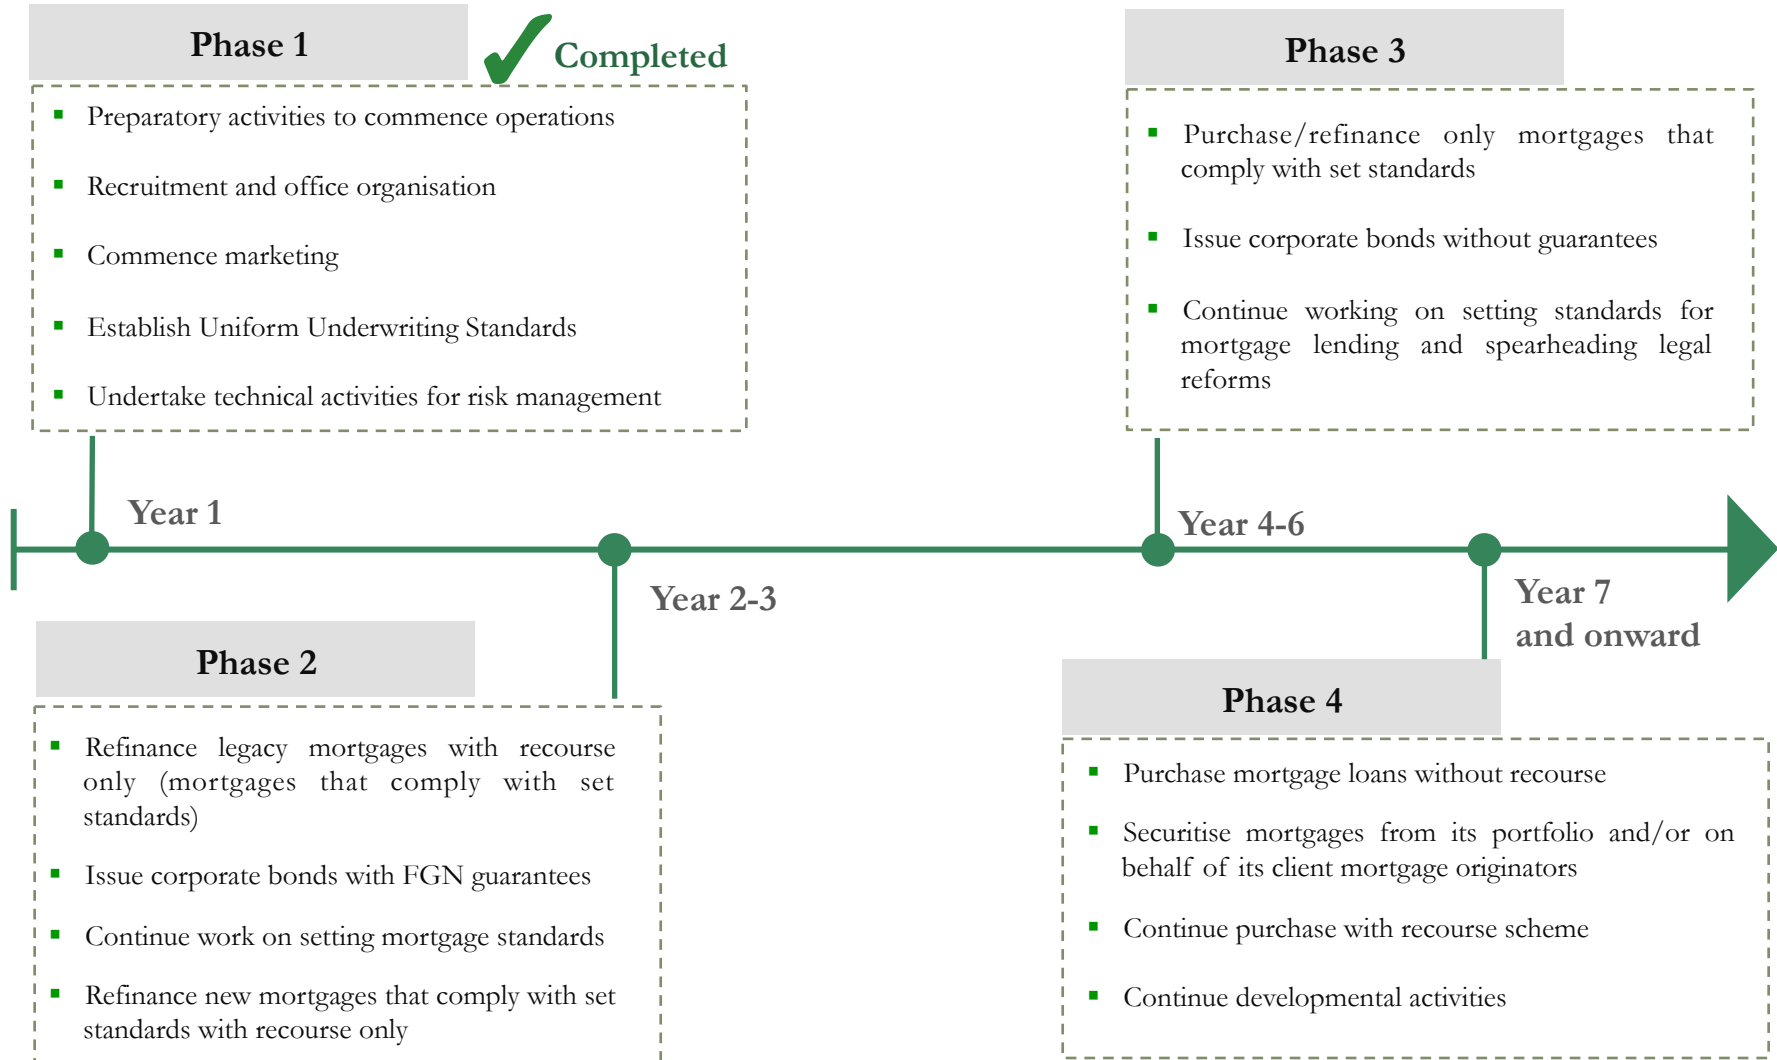 Phase 1
Completed
Preparatory activities to commence operations
Recruitment and office organisation
Commence marketing
Establish Uniform Underwriting Standards
Undertake technical activities for risk management
Phase 3
Purchase/refinance only mortgages that
comply with set standards
Issue corporate bonds without guarantees
Continue working on setting standards for
mortgage lending and spearheading legal
reforms
Year 1
Year 2-3
Year 4-6
Year 7
and onward
Phase 2
Refinance legacy mortgages with recourse
only (mortgages that comply with set
standards)
Issue corporate bonds with FGN guarantees
Continue work on setting mortgage standards
Refinance new mortgages that comply with set
standards with recourse only
Phase 4
Purchase mortgage loans without recourse
Securitise mortgages from its portfolio and/or on
behalf of its client mortgage originators
Continue purchase with recourse scheme
Continue developmental activities